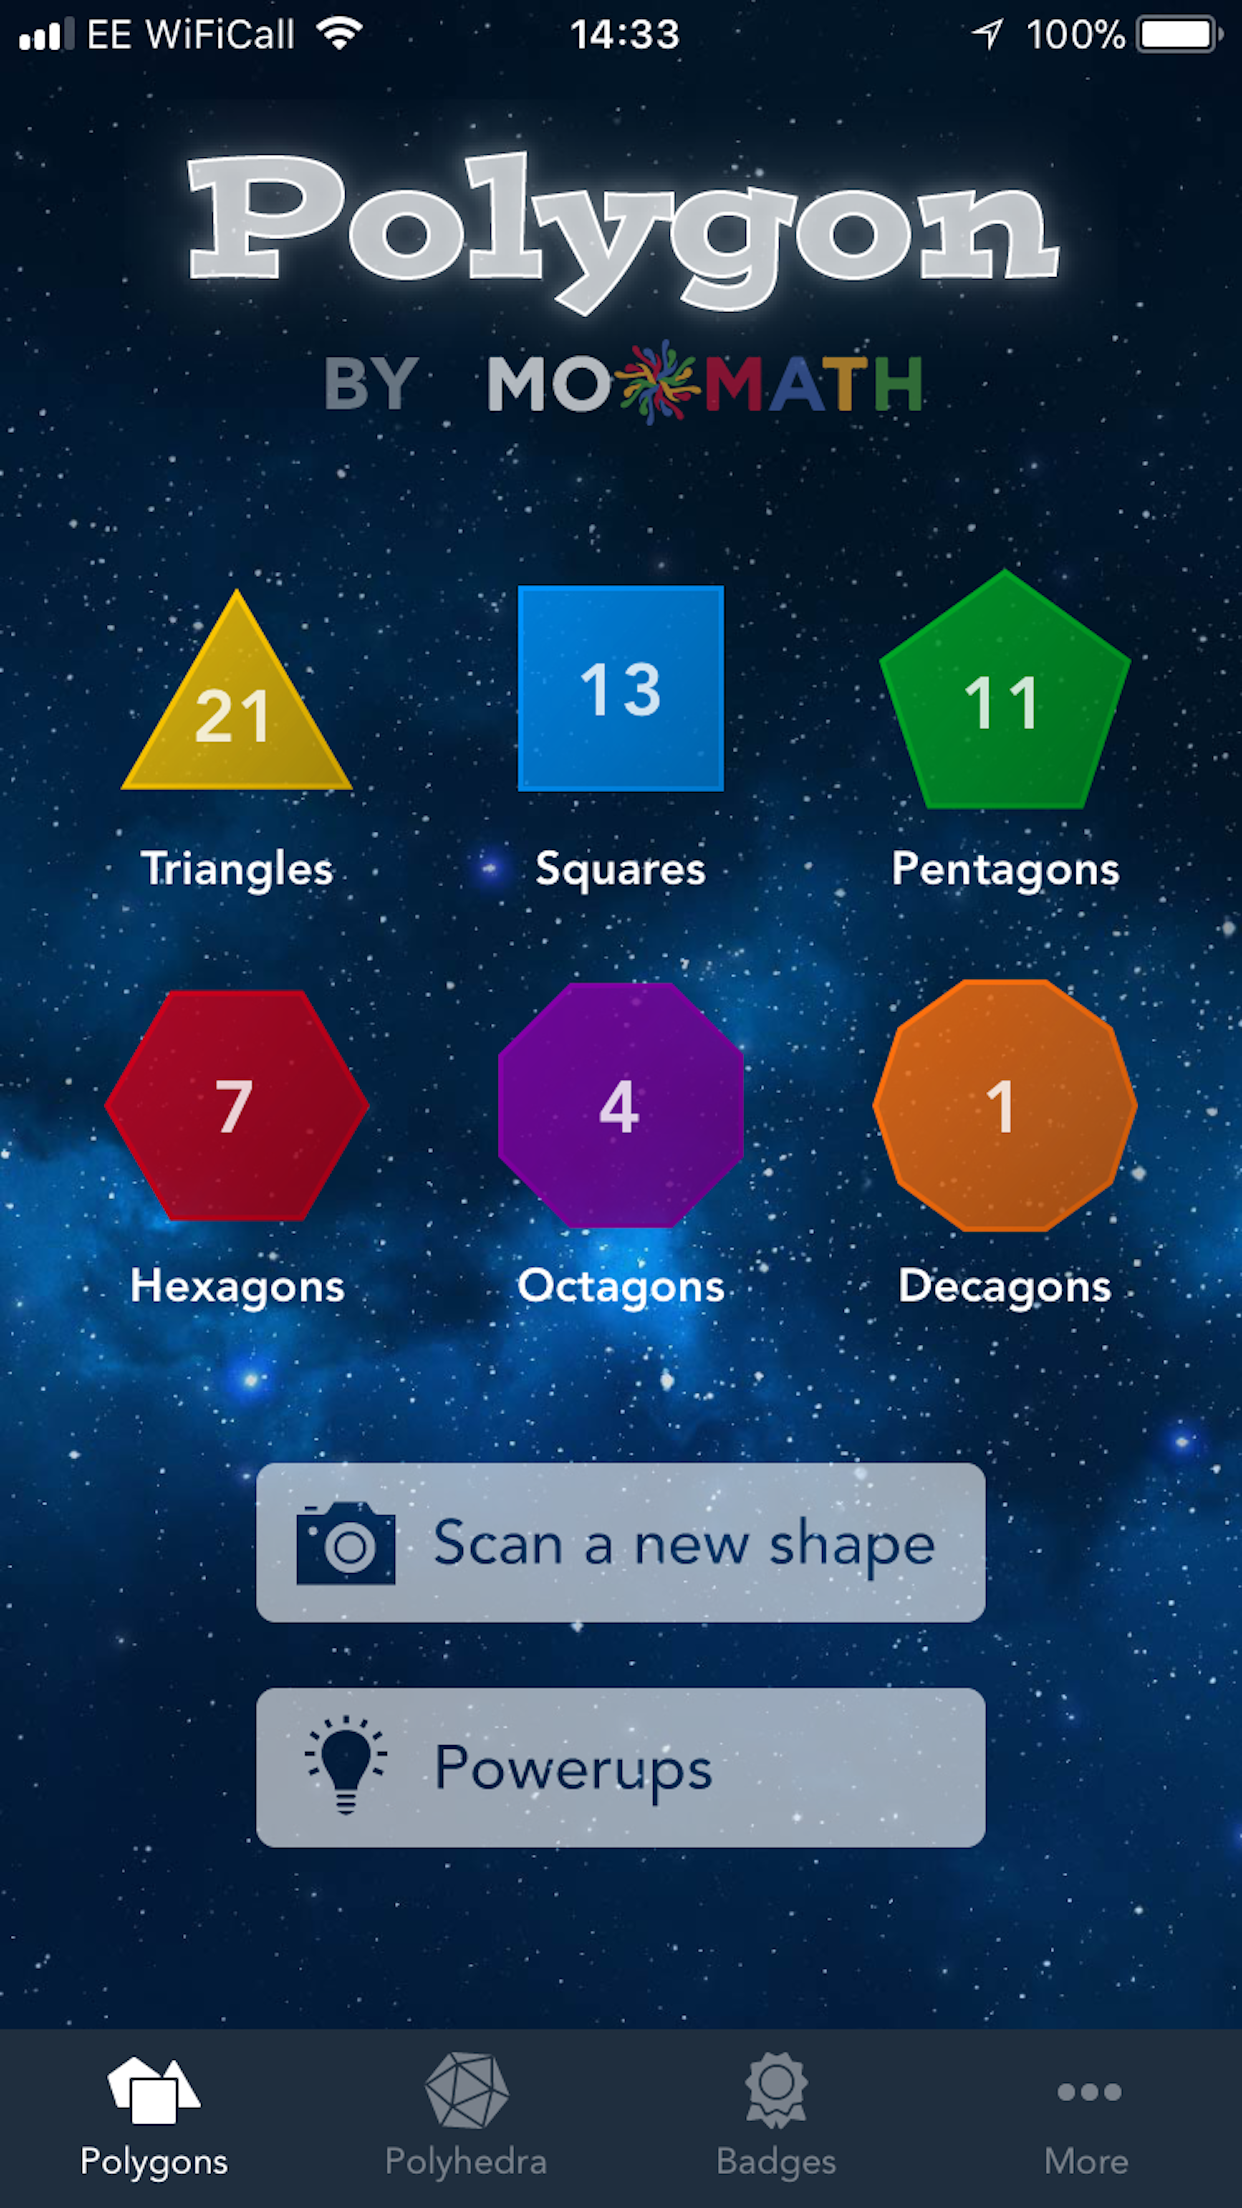 EE WiFiCall 14:33 100%
Polygon
BY MOMATH
21 13 11
Triangles Squares Pentagons
7 4 1
Hexagons Octagons Decagons
Scan a new shape
Powerups
Polygons Polyhedra Badges More